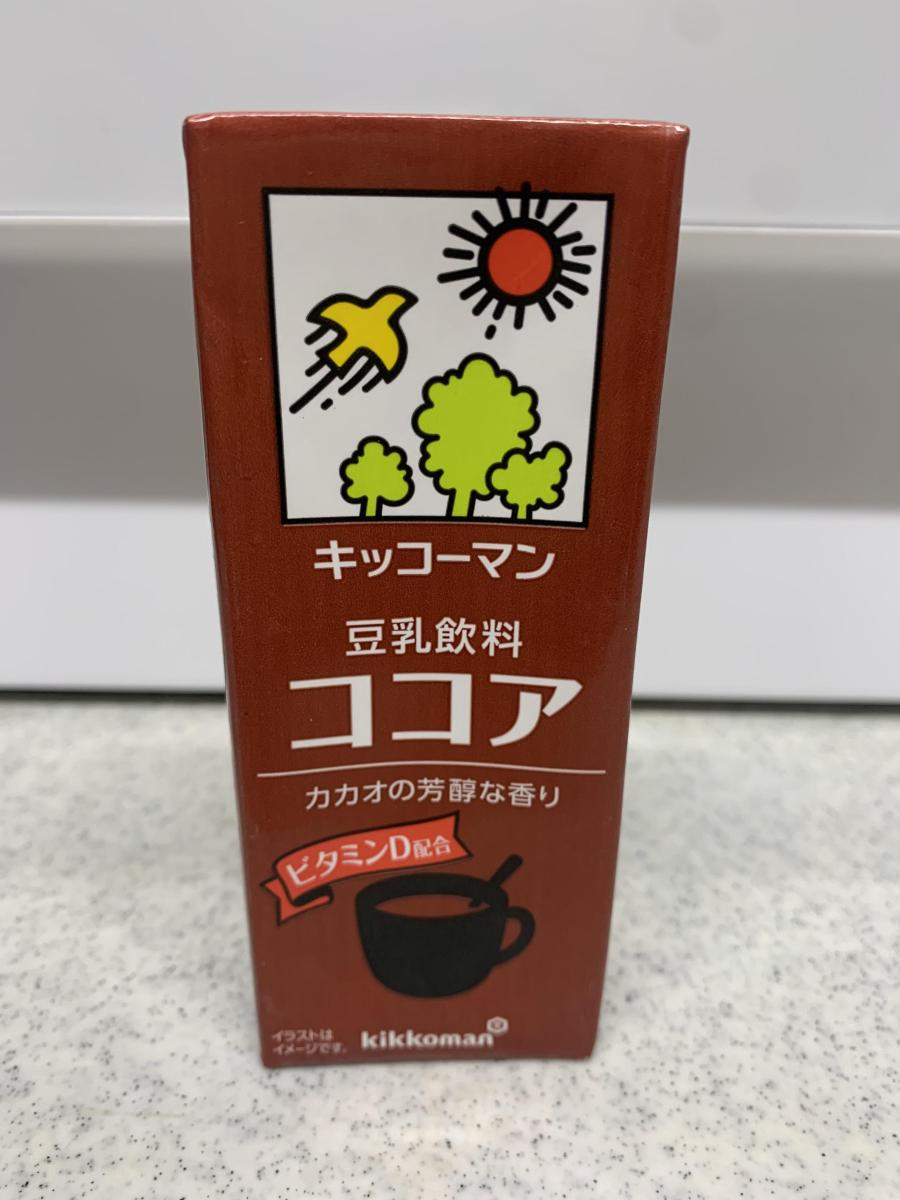 キッコーマン
豆乳飲料
ココア
カカオの芳醇な香り
ビタミンD配合
イラストは
イメージです。
kikkoman